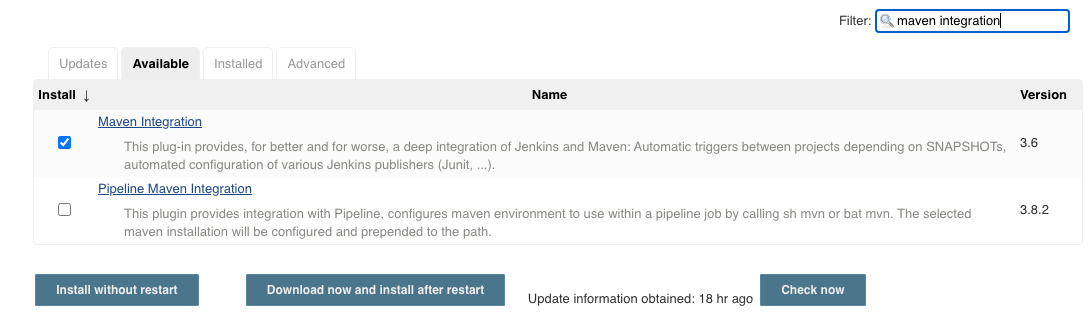 Filter: maven integration
Updates Available Installed Advanced
Install ↓ Name Version
Maven Integration
This plug-in provides, for better and for worse, a deep integration of Jenkins and Maven: Automatic triggers between projects depending on SNAPSHOTs,
automated configuration of various Jenkins publishers (Junit, ...).
3.6
Pipeline Maven Integration
This plugin provides integration with Pipeline, configures maven environment to use within a pipeline job by calling sh mvn or bat mvn. The selected
maven installation will be configured and prepended to the path.
3.8.2
Install without restart Download now and install after restart Update information obtained: 18 hr ago Check now